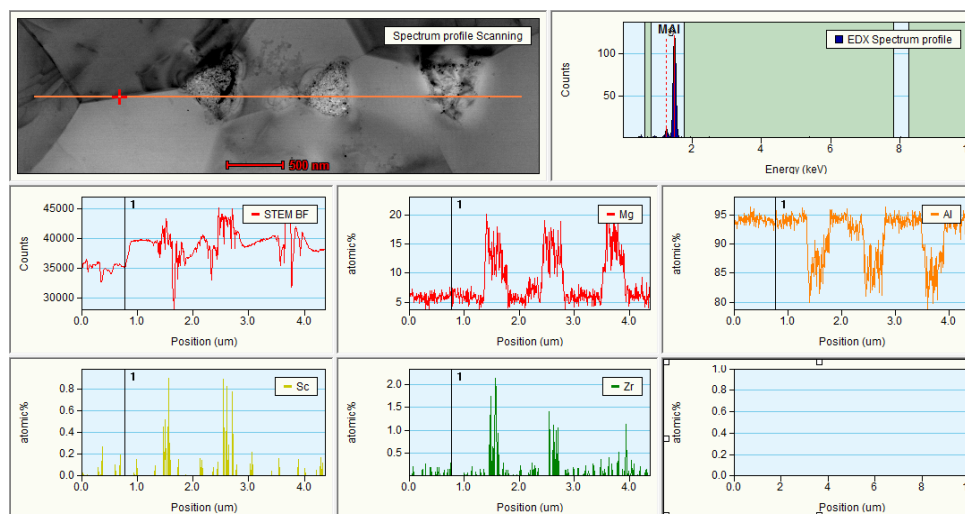 Spectrum profile Scanning
500 nm
MgAl
EDX Spectrum profile
Counts
100
50
2 4 6 8 10
Energy (keV)
1
STEM BF
Counts
45000
40000
35000
30000
0.0 1.0 2.0 3.0 4.0
Position (um)
1
Mg
atomic%
20
15
10
5
0.0 1.0 2.0 3.0 4.0
Position (um)
1
Al
atomic%
95
90
85
80
0.0 1.0 2.0 3.0 4.0
Position (um)
1
Sc
atomic%
0.8
0.6
0.4
0.2
0.0
0.0 1.0 2.0 3.0 4.0
Position (um)
1
Zr
atomic%
2.0
1.5
1.0
0.5
0.0 1.0 2.0 3.0 4.0
Position (um)
atomic%
1.0
0.8
0.6
0.4
0.2
0.0
0.0 2 4 6 8 10
Position (um)